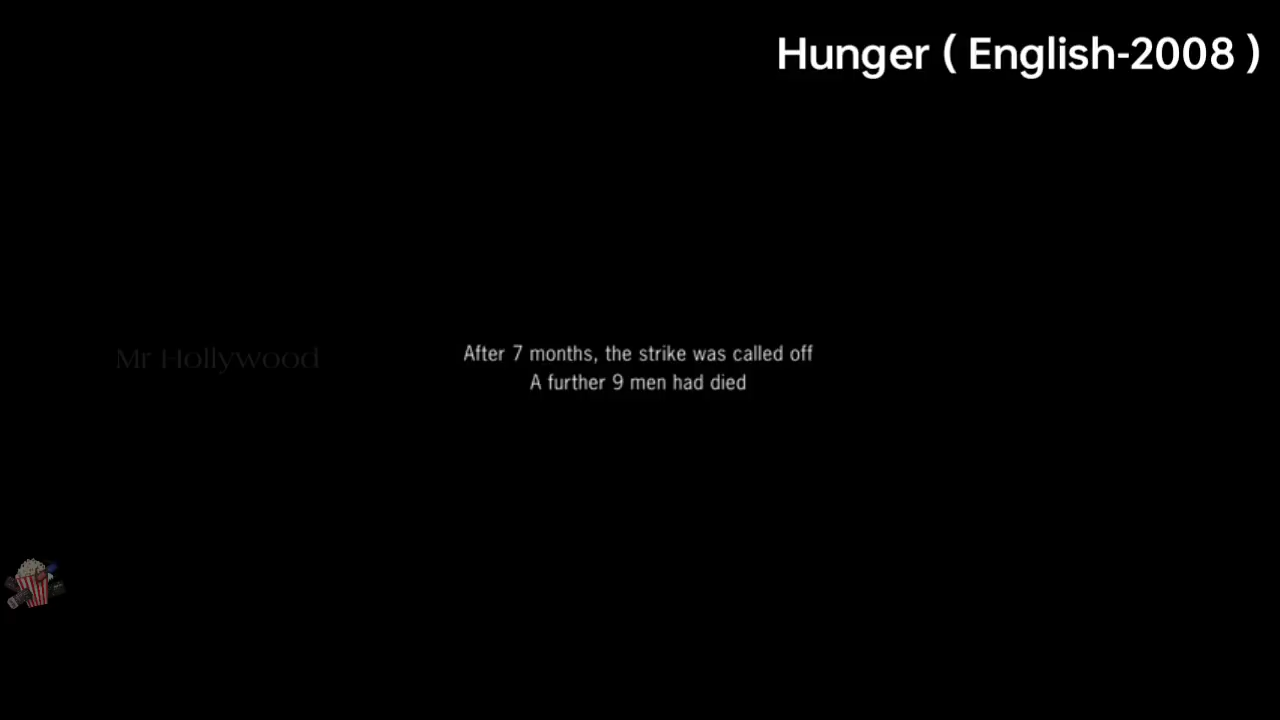 Hunger ( English-2008 )
Mr Hollywood
After 7 months, the strike was called off
A further 9 men had died